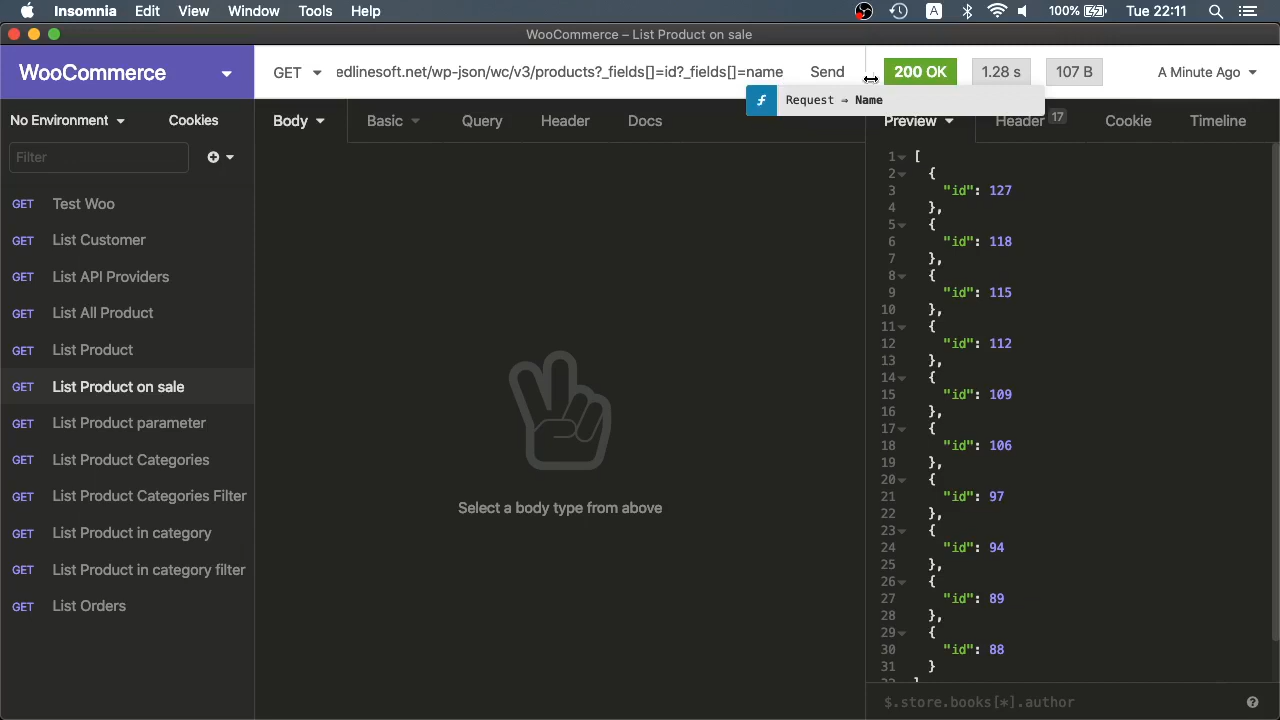 Insomnia Edit View Window Tools Help A 100% Tue 22:11
WooCommerce – List Product on sale
WooCommerce
GET edlinesoft.net/wp-json/wc/v3/products?_fields[]=id?_fields[]=name Send 200 OK 1.28 s 107 B A Minute Ago
f Request ⇒ Name
No Environment Cookies Body Basic Query Header Docs Preview Header 17 Cookie Timeline
Filter
GET Test Woo
GET List Customer
GET List API Providers
GET List All Product
GET List Product
GET List Product on sale
GET List Product parameter
GET List Product Categories
GET List Product Categories Filter
GET List Product in category
GET List Product in category filter
GET List Orders
Select a body type from above
1 [
2 {
3 "id": 127
4 },
5 {
6 "id": 118
7 },
8 {
9 "id": 115
10 },
11 {
12 "id": 112
13 },
14 {
15 "id": 109
16 },
17 {
18 "id": 106
19 },
20 {
21 "id": 97
22 },
23 {
24 "id": 94
25 },
26 {
27 "id": 89
28 },
29 {
30 "id": 88
31 }
32 ]
$.store.books[*].author